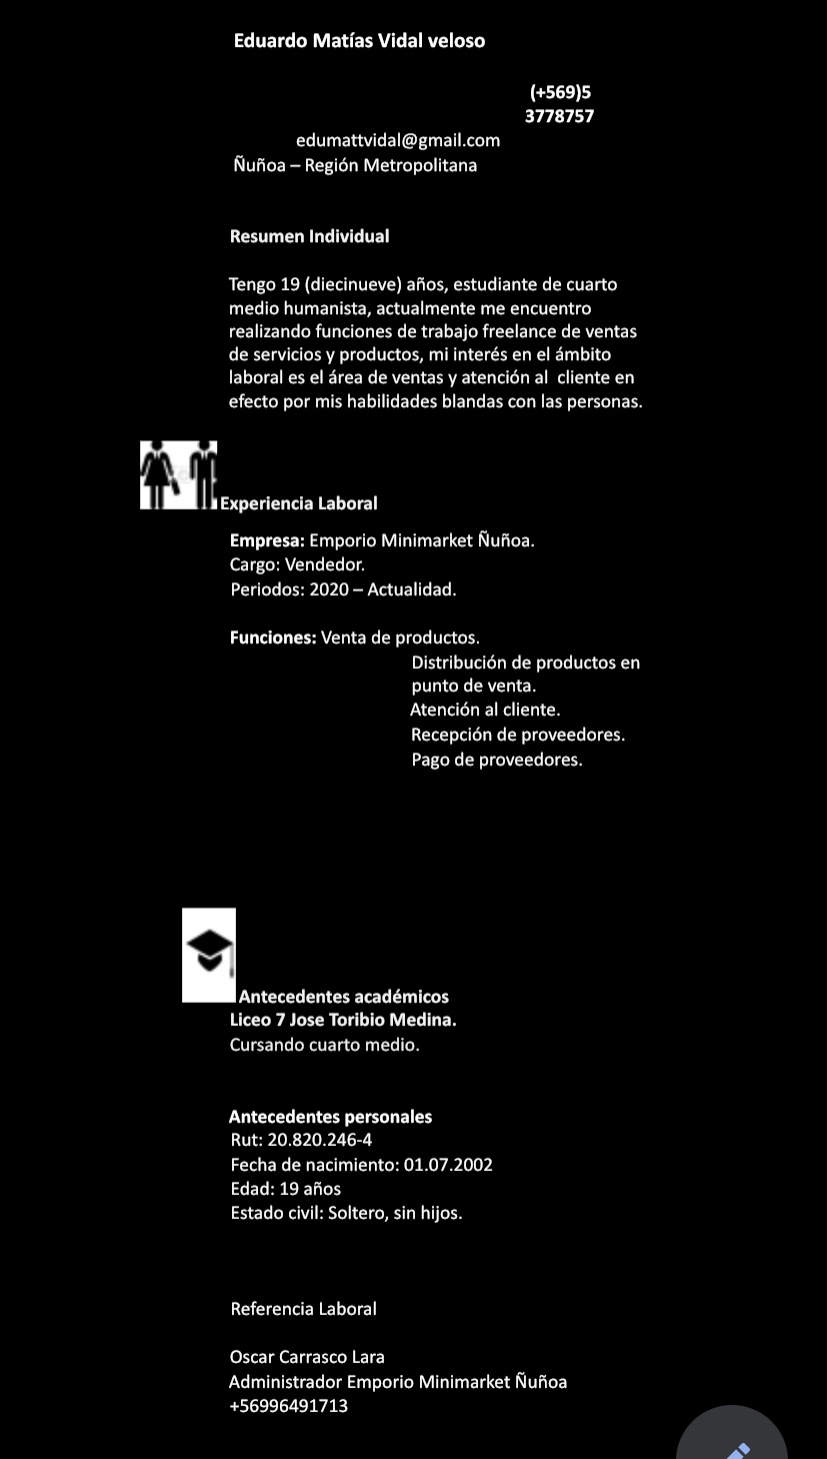 Eduardo Matías Vidal veloso
(+569)5
3778757
edumattvidal@gmail.com
Ñuñoa – Región Metropolitana
Resumen Individual
Tengo 19 (diecinueve) años, estudiante de cuarto
medio humanista, actualmente me encuentro
realizando funciones de trabajo freelance de ventas
de servicios y productos, mi interés en el ámbito
laboral es el área de ventas y atención al  cliente en
efecto por mis habilidades blandas con las personas.
Experiencia Laboral
Empresa: Emporio Minimarket Ñuñoa.
Cargo: Vendedor.
Periodos: 2020 – Actualidad.
Funciones: Venta de productos.
Distribución de productos en
punto de venta.
Atención al cliente.
Recepción de proveedores.
Pago de proveedores.
Antecedentes académicos
Liceo 7 Jose Toribio Medina.
Cursando cuarto medio.
Antecedentes personales
Rut: 20.820.246-4
Fecha de nacimiento: 01.07.2002
Edad: 19 años
Estado civil: Soltero, sin hijos.
Referencia Laboral
Oscar Carrasco Lara
Administrador Emporio Minimarket Ñuñoa
+56996491713